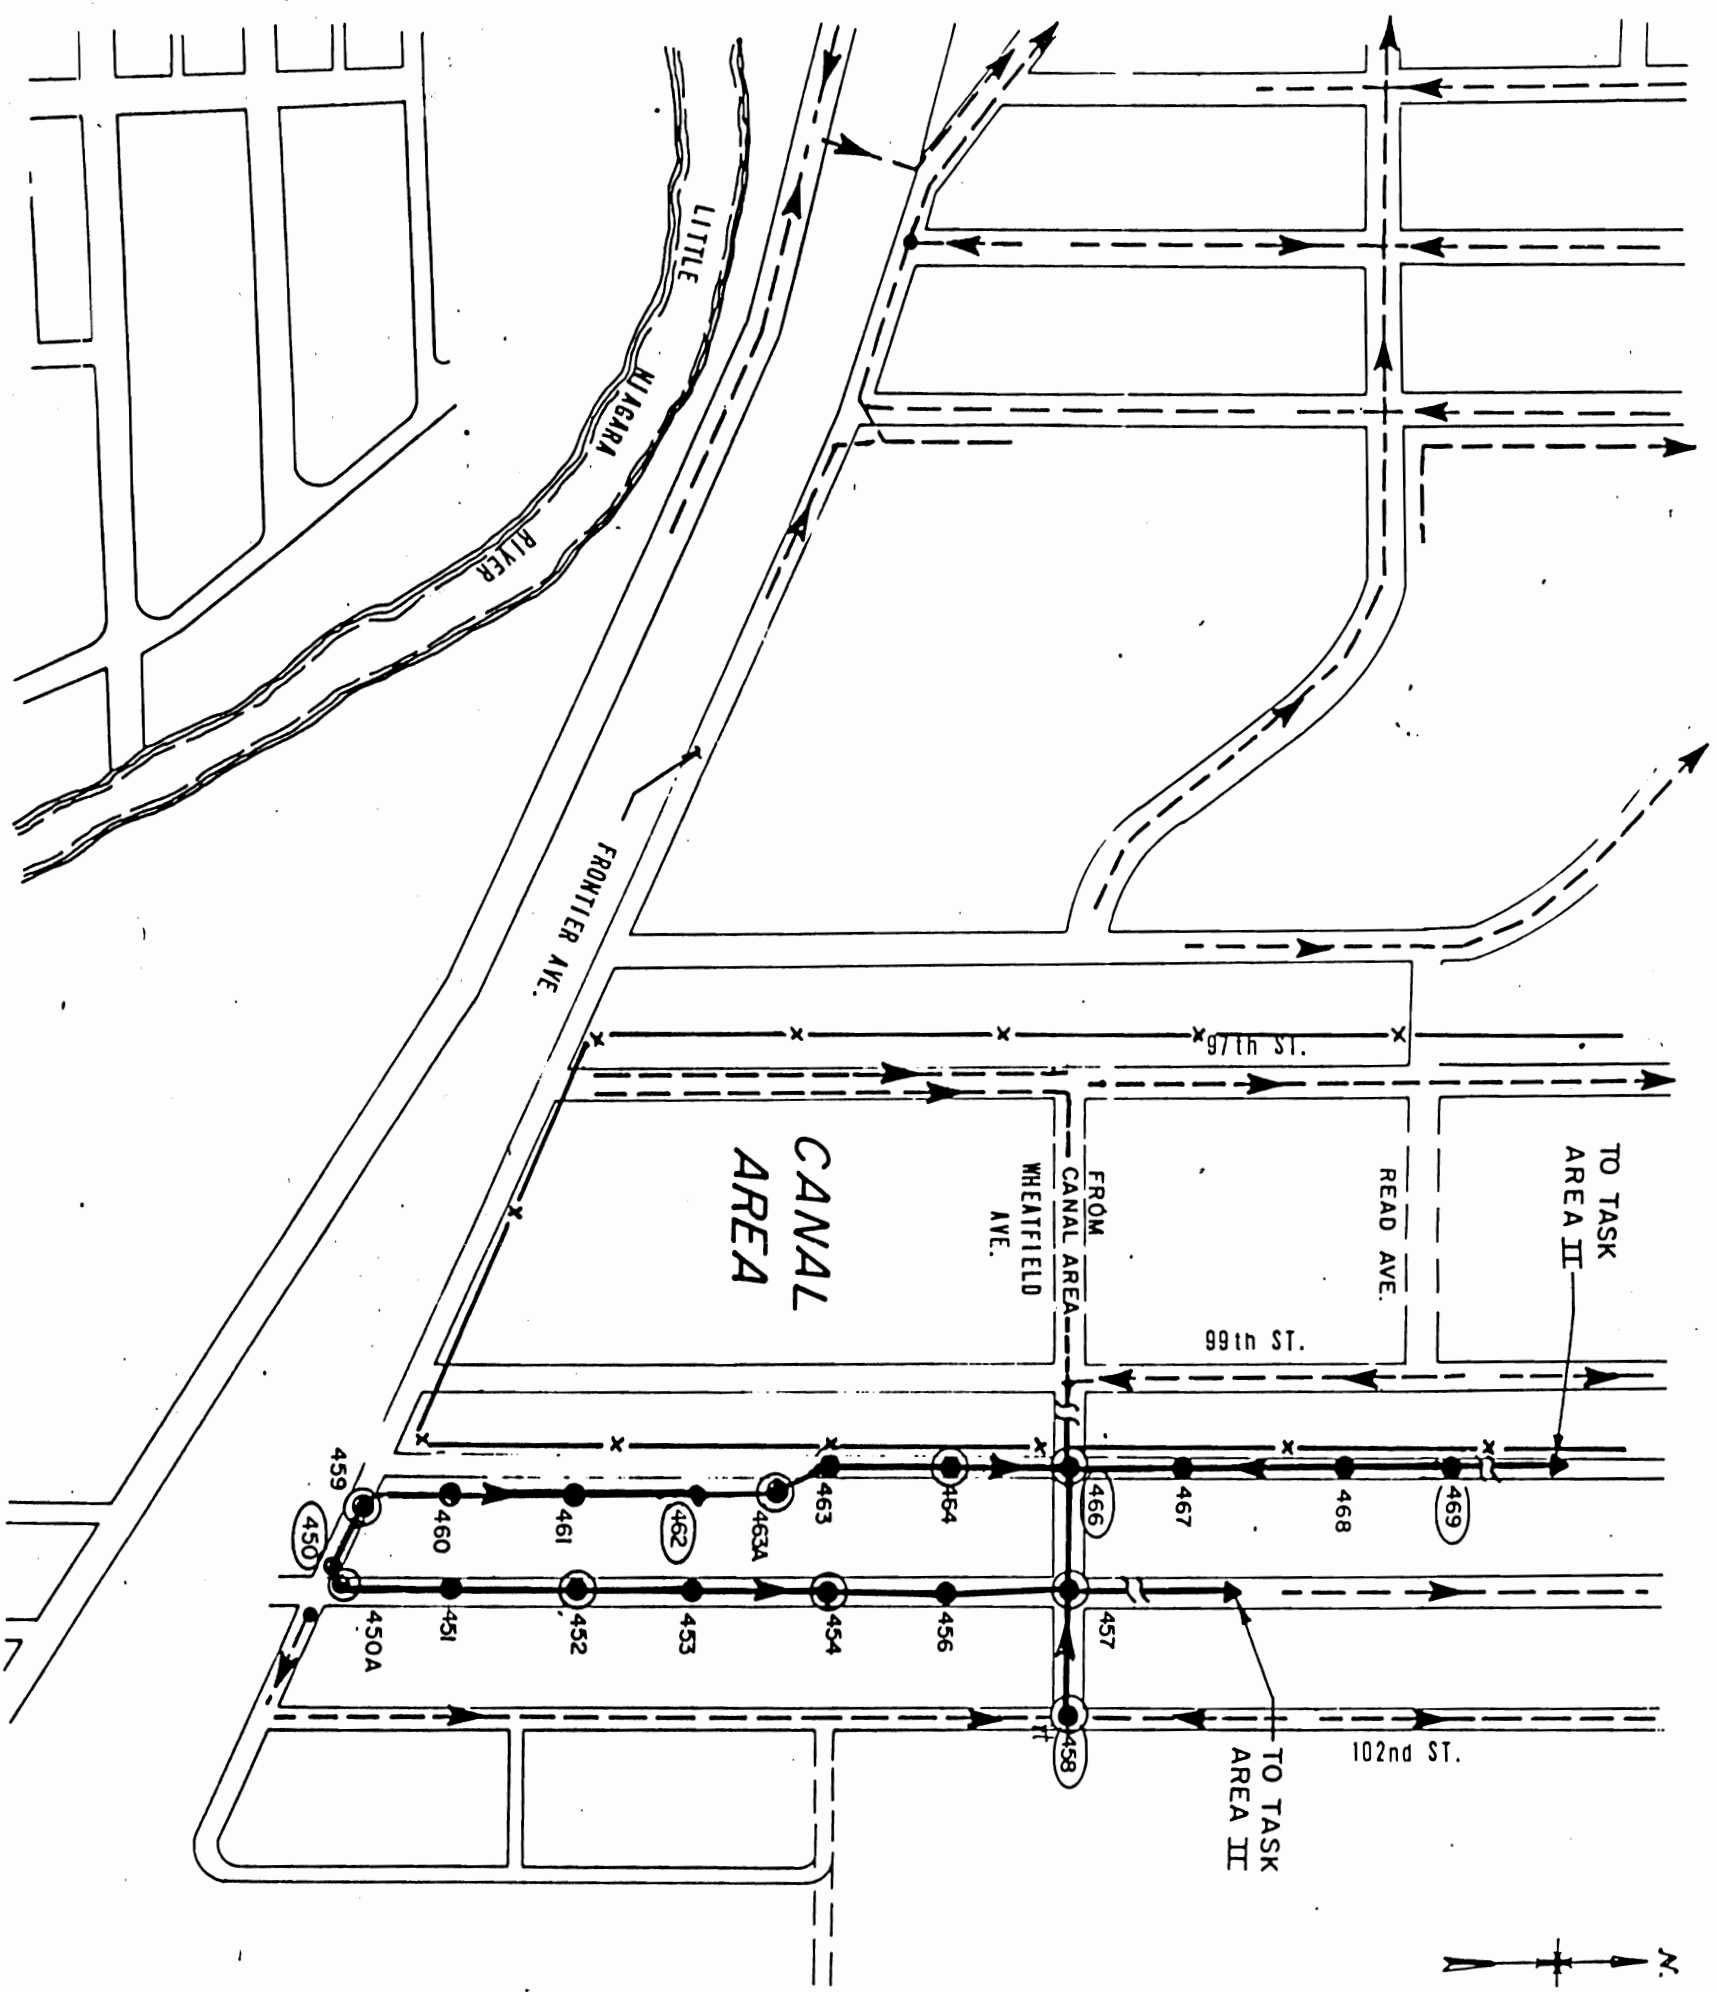 LITTLE
NIAGARA
RIVER
FRONTIER AVE.
97th ST.
CANAL
AREA
FROM
CANAL AREA
WHEATFIELD
AVE.
READ AVE.
TO TASK
AREA II
99th ST.
459
450
460
461
462
463A
463
464
466
467
468
469
450A
451
452
453
454
456
457
458
102nd ST.
TO TASK
AREA II
N.